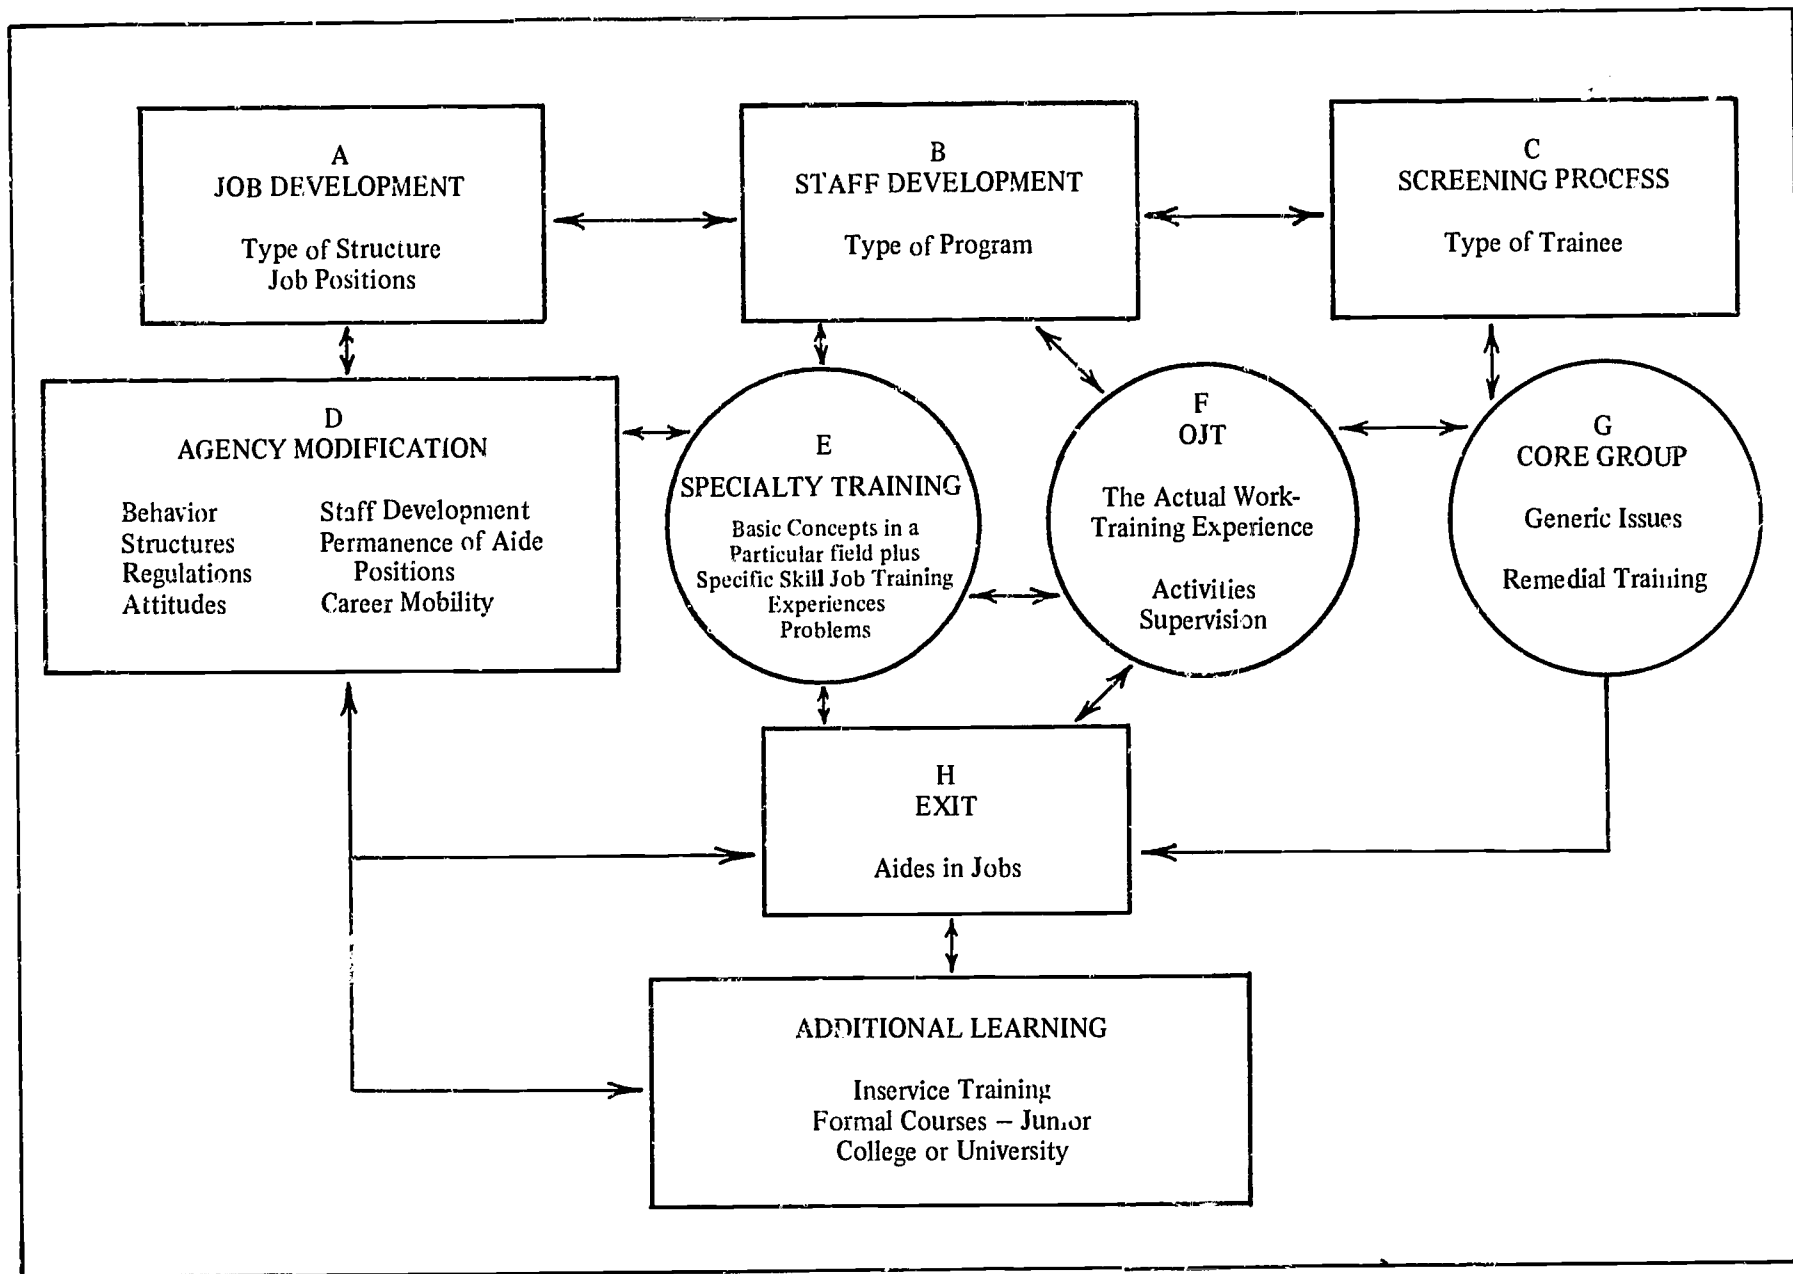 A
JOB DEVELOPMENT
Type of Structure
Job Positions
B
STAFF DEVELOPMENT
Type of Program
C
SCREENING PROCESS
Type of Trainee
D
AGENCY MODIFICATION
Behavior
Structures
Regulations
Attitudes
Staff Development
Permanence of Aide
Positions
Career Mobility
E
SPECIALTY TRAINING
Basic Concepts in a
Particular field plus
Specific Skill Job Training
Experiences
Problems
F
OJT
The Actual Work-
Training Experience
Activities
Supervision
G
CORE GROUP
Generic Issues
Remedial Training
H
EXIT
Aides in Jobs
ADDITIONAL LEARNING
Inservice Training
Formal Courses – Junior
College or University